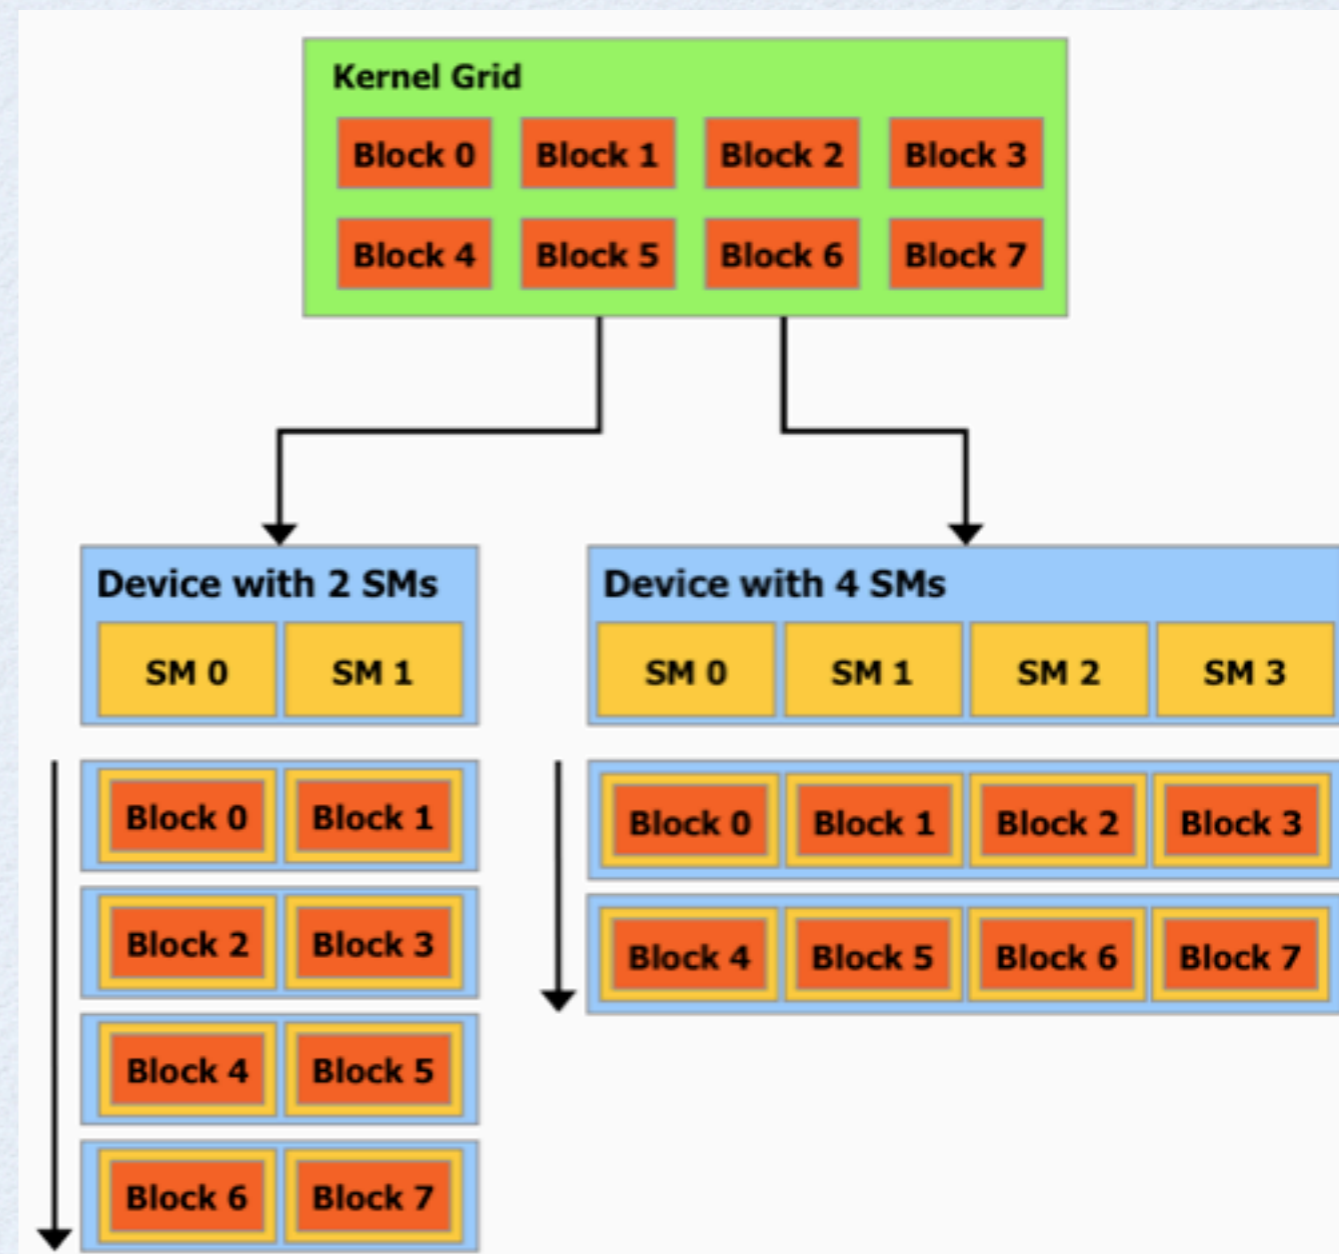 Kernel Grid
Block 0 Block 1 Block 2 Block 3
Block 4 Block 5 Block 6 Block 7
Device with 2 SMs
SM 0 SM 1
Block 0 Block 1
Block 2 Block 3
Block 4 Block 5
Block 6 Block 7
Device with 4 SMs
SM 0 SM 1 SM 2 SM 3
Block 0 Block 1 Block 2 Block 3
Block 4 Block 5 Block 6 Block 7